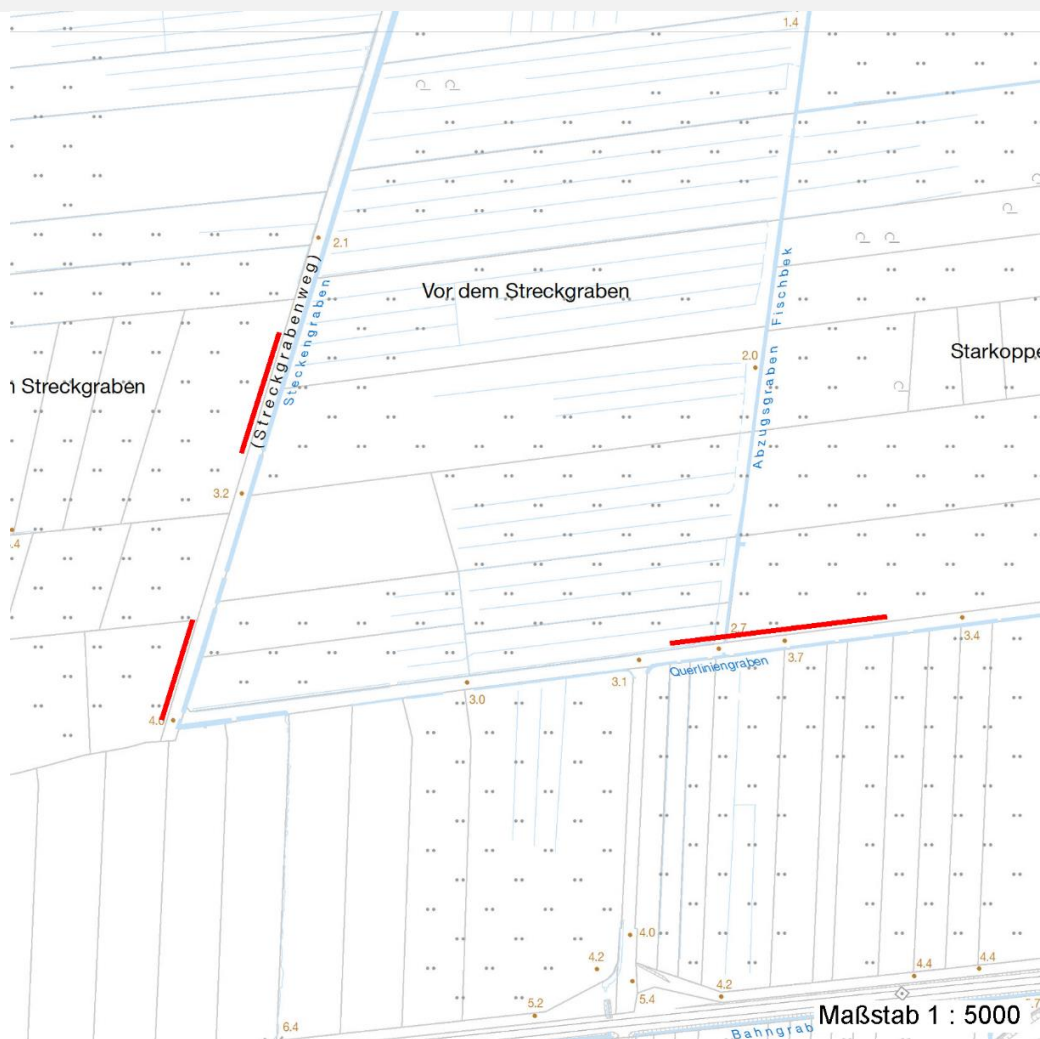 1.4
2.1
(Streckgrabenweg)
Steckengraben
Vor dem Streckgraben
Abzugsgraben Fischbek
2.0
Starkoppe
Streckgraben
3.2
.4
2.7
3.4
3.7
Querliniengraben
3.1
3.0
4.0
4.0
4.2
4.4
4.4
5.4
4.2
5.2
6.4
Bahngrab
Maßstab 1 : 5000